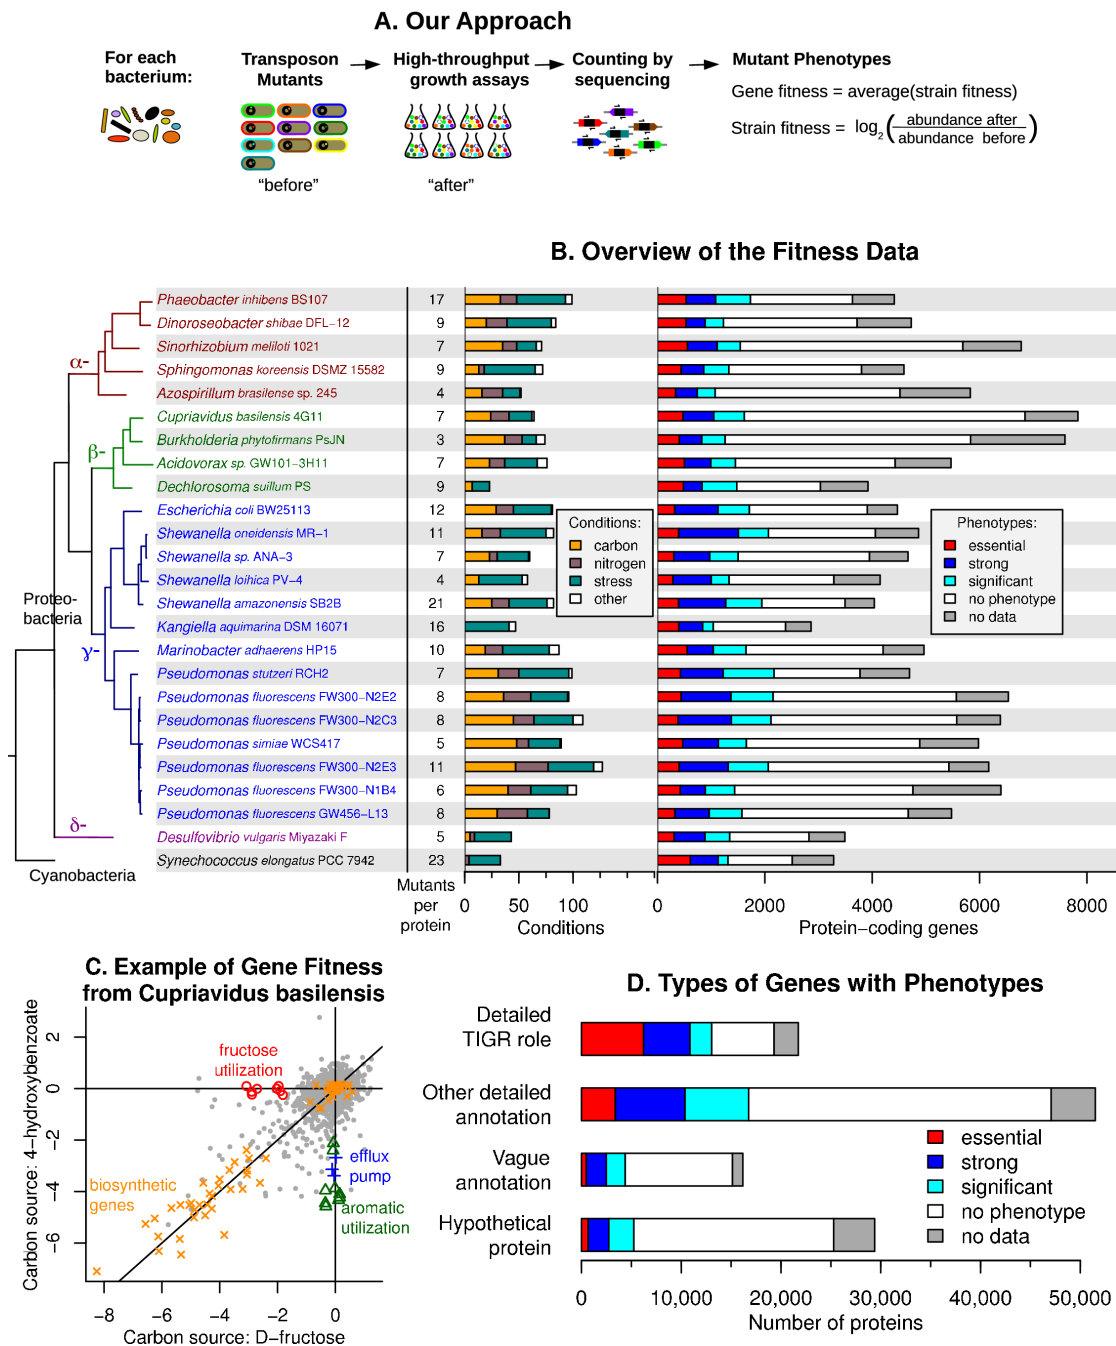 A. Our Approach
For each
bacterium:
Transposon
Mutants
"before"
High-throughput
growth assays
"after"
Counting by
sequencing
Mutant Phenotypes
Gene fitness = average(strain fitness)
Strain fitness = log2(abundance after / abundance before)
B. Overview of the Fitness Data
α-
β-
γ-
δ-
Proteo-
bacteria
Cyanobacteria
Phaeobacter inhibens BS107 17
Dinoroseobacter shibae DFL−12 9
Sinorhizobium meliloti 1021 7
Sphingomonas koreensis DSMZ 15582 9
Azospirillum brasilense sp. 245 4
Cupriavidus basilensis 4G11 7
Burkholderia phytofirmans PsJN 3
Acidovorax sp. GW101−3H11 7
Dechlorosoma suillum PS 9
Escherichia coli BW25113 12
Shewanella oneidensis MR−1 11
Shewanella sp. ANA−3 7
Shewanella loihica PV−4 4
Shewanella amazonensis SB2B 21
Kangiella aquimarina DSM 16071 16
Marinobacter adhaerens HP15 10
Pseudomonas stutzeri RCH2 7
Pseudomonas fluorescens FW300−N2E2 8
Pseudomonas fluorescens FW300−N2C3 8
Pseudomonas simiae WCS417 5
Pseudomonas fluorescens FW300−N2E3 11
Pseudomonas fluorescens FW300−N1B4 6
Pseudomonas fluorescens GW456−L13 8
Desulfovibrio vulgaris Miyazaki F 5
Synechococcus elongatus PCC 7942 23
Mutants
per
protein
Conditions:
carbon
nitrogen
stress
other
0 50 100
Conditions
Phenotypes:
essential
strong
significant
no phenotype
no data
0 2000 4000 6000 8000
Protein−coding genes
C. Example of Gene Fitness
from Cupriavidus basilensis
Carbon source: 4−hydroxybenzoate
2
0
−2
−4
−6
fructose
utilization
efflux
pump
biosynthetic
genes
aromatic
utilization
−8 −6 −4 −2 0
Carbon source: D−fructose
D. Types of Genes with Phenotypes
Detailed
TIGR role
Other detailed
annotation
Vague
annotation
Hypothetical
protein
essential
strong
significant
no phenotype
no data
0 10,000 20,000 30,000 40,000 50,000
Number of proteins